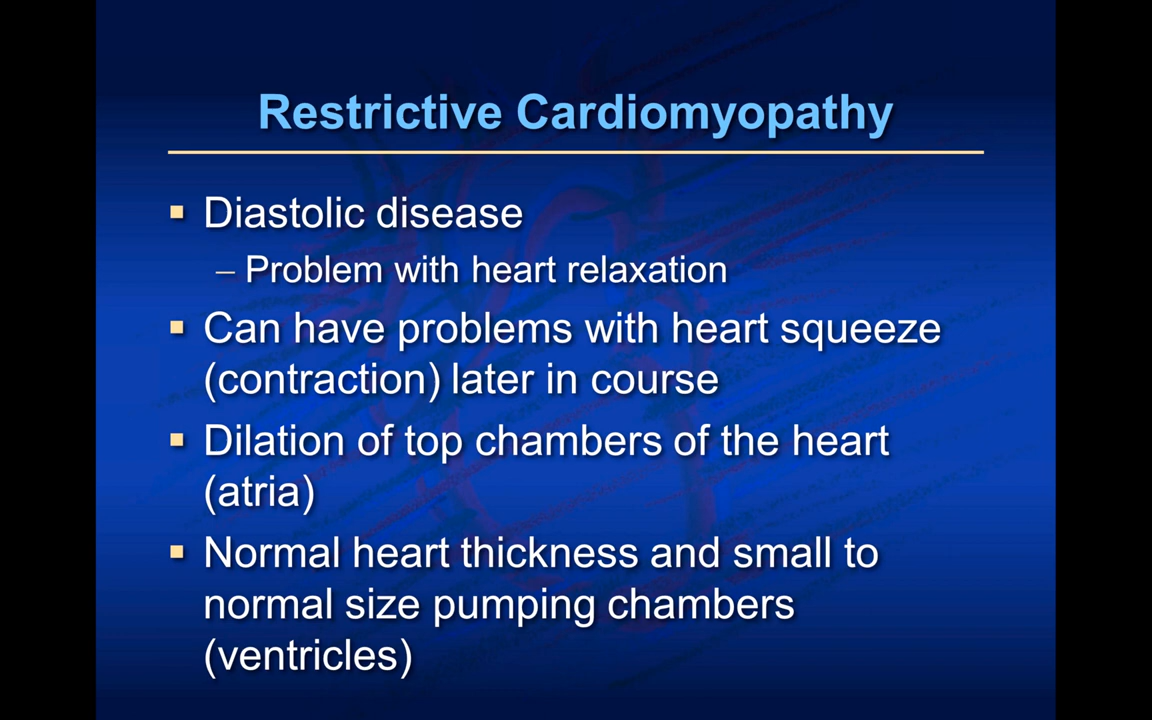 Restrictive Cardiomyopathy
▪ Diastolic disease
– Problem with heart relaxation
▪ Can have problems with heart squeeze
(contraction) later in course
▪ Dilation of top chambers of the heart
(atria)
▪ Normal heart thickness and small to
normal size pumping chambers
(ventricles)